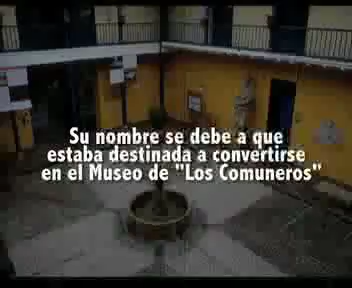 Su nombre se debe a que
estaba destinada a convertirse
en el Museo de "Los Comuneros"